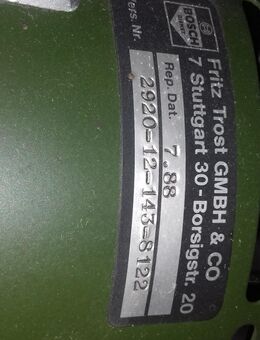 BOSCH
DIENST
Fritz Trost GMBH & CO
7 Stuttgart 30-Borsigstr. 20
Rep. Dat. 7.88
ers. Nr.
2920-12-143-8122